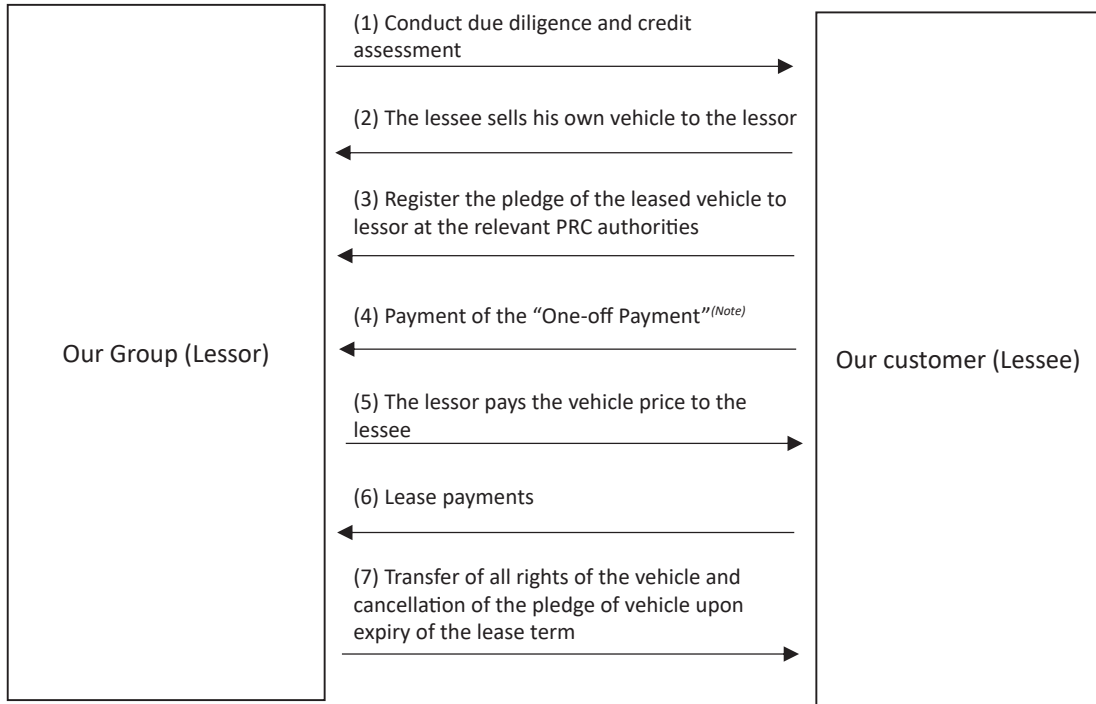 (1) Conduct due diligence and credit
assessment
(2) The lessee sells his own vehicle to the lessor
(3) Register the pledge of the leased vehicle to
lessor at the relevant PRC authorities
(4) Payment of the “One-off Payment”(Note)
Our Group (Lessor)
Our customer (Lessee)
(5) The lessor pays the vehicle price to the
lessee
(6) Lease payments
(7) Transfer of all rights of the vehicle and
cancellation of the pledge of vehicle upon
expiry of the lease term